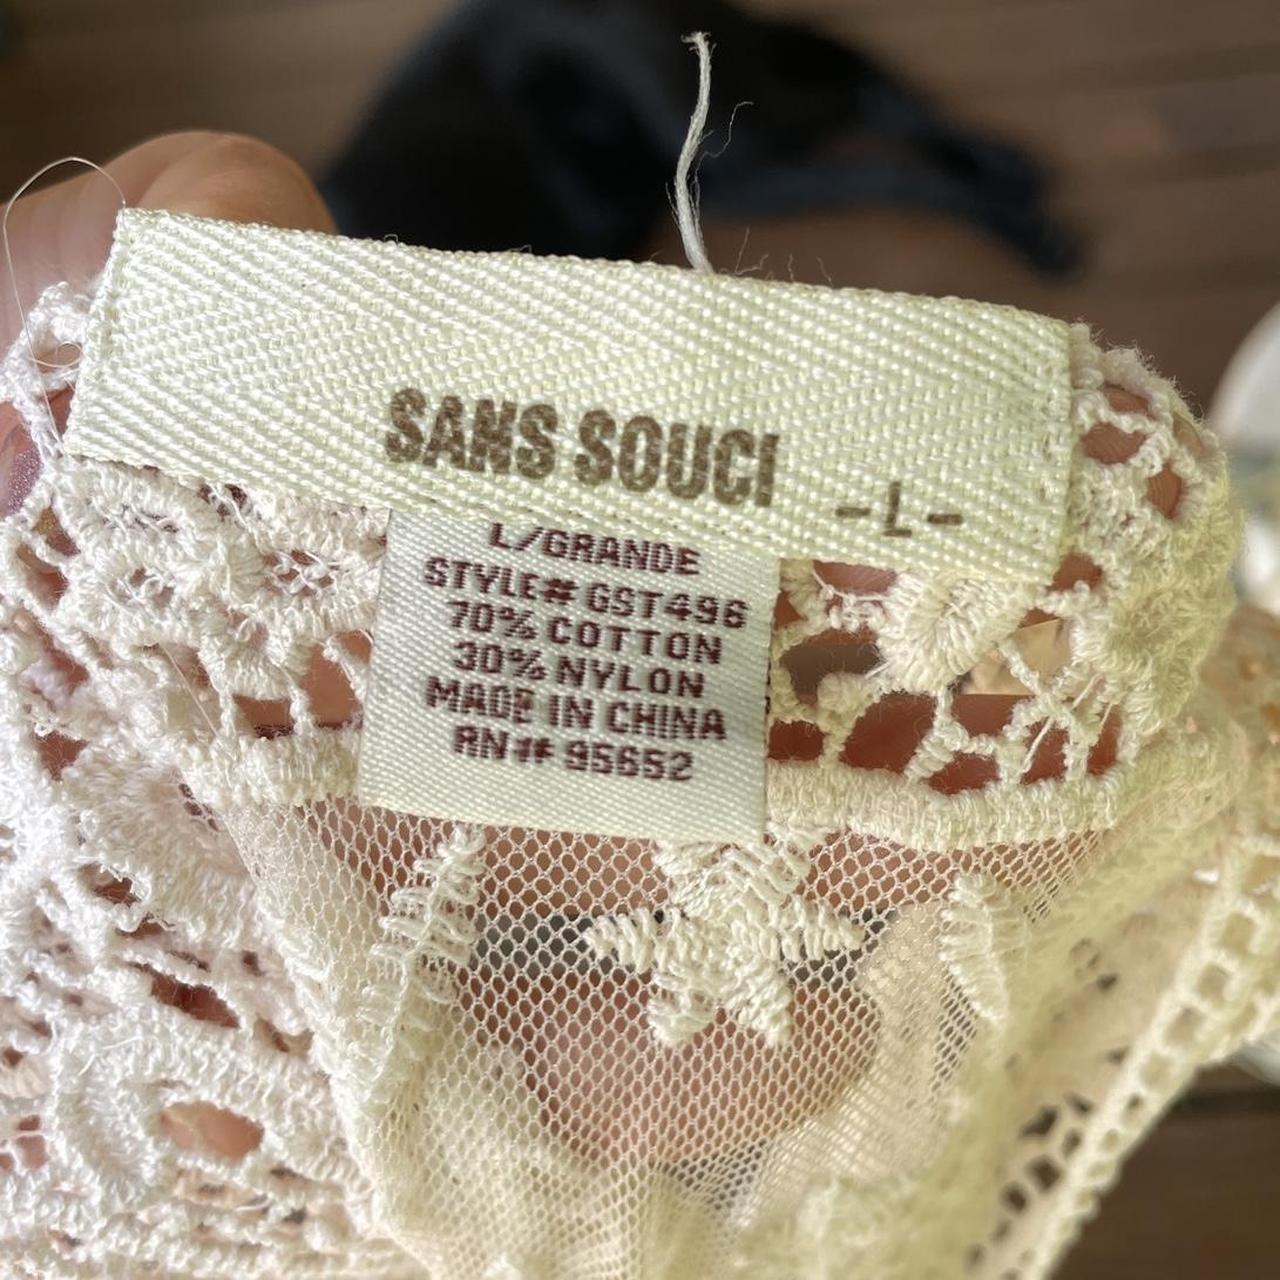 SANS SOUCI
-L-
L/GRANDE
STYLE# GST496
70% COTTON
30% NYLON
MADE IN CHINA
RN# 95652